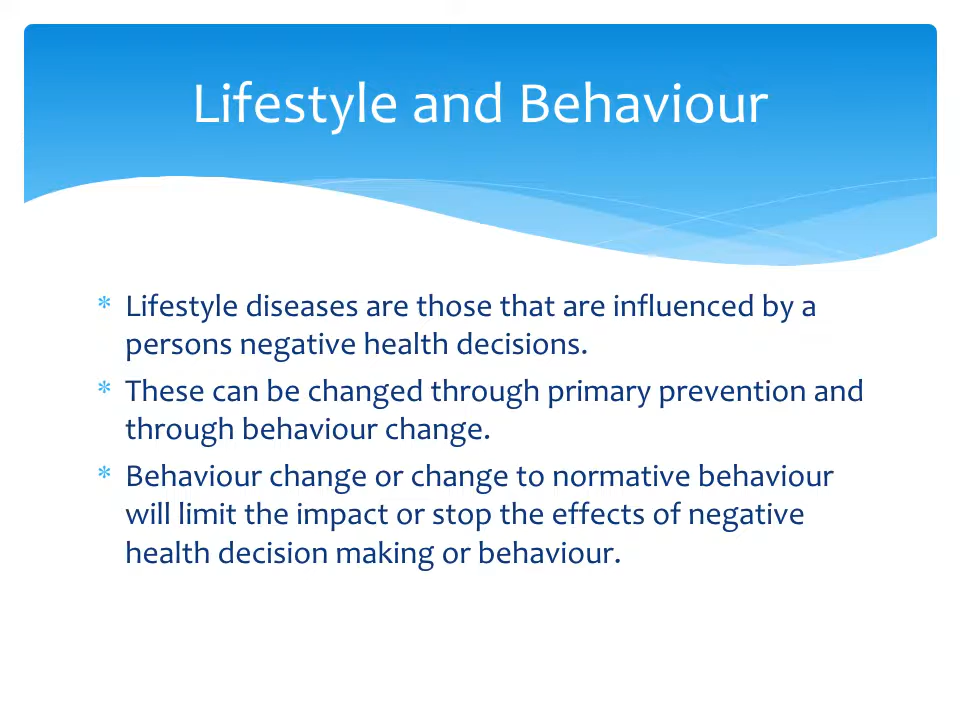 Lifestyle and Behaviour
* Lifestyle diseases are those that are influenced by a
persons negative health decisions.
* These can be changed through primary prevention and
through behaviour change.
* Behaviour change or change to normative behaviour
will limit the impact or stop the effects of negative
health decision making or behaviour.